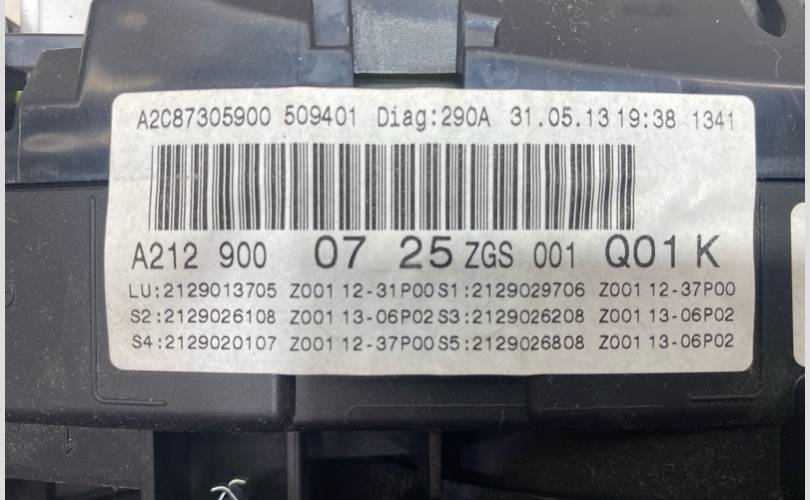 A2C87305900 509401 Diag:290A 31.05.13 19:38 1341
A212 900 07 25 ZGS 001 Q01 K
LU:2129013705 Z001 12-31P00 S1:2129029706 Z001 12-37P00
S2:2129026108 Z001 13-06P02 S3:2129026208 Z001 13-06P02
S4:2129020107 Z001 12-37P00 S5:2129026808 Z001 13-06P02